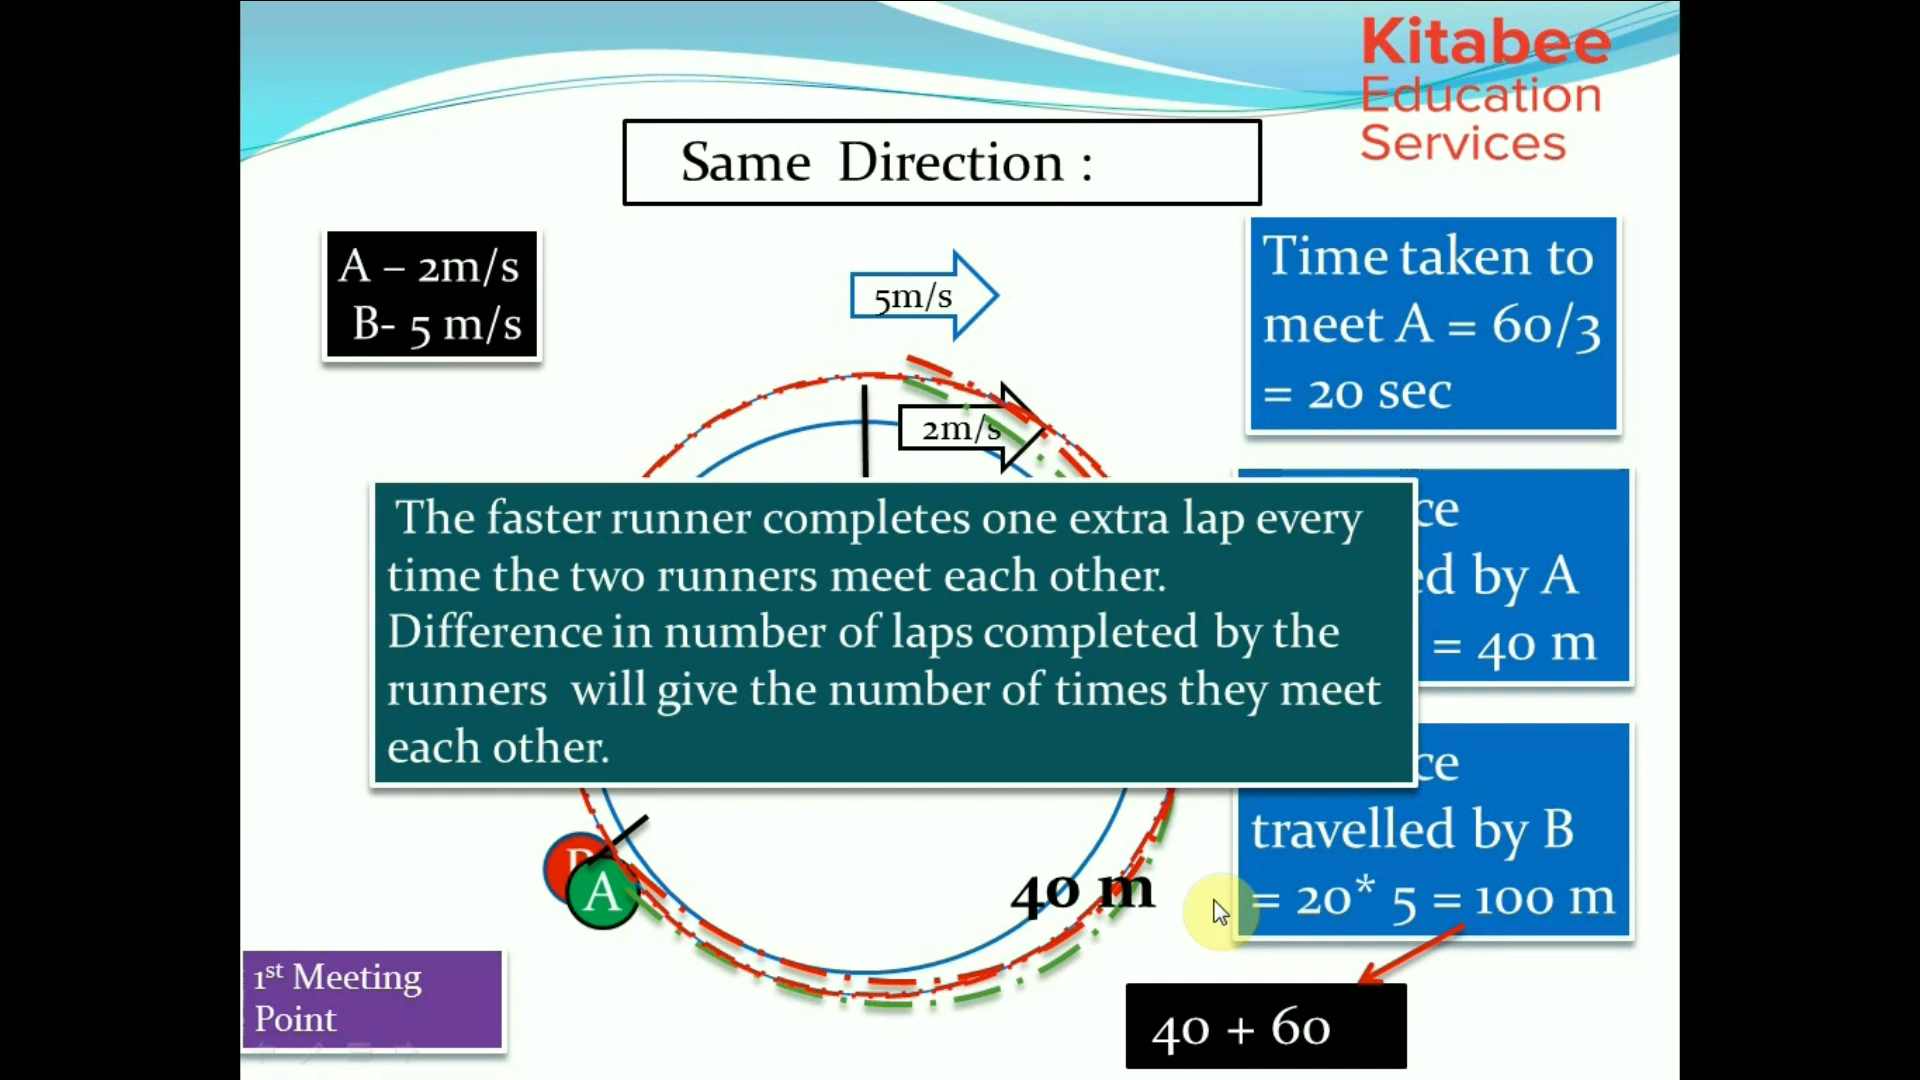 Kitabee
Education
Services
Same Direction :
A – 2m/s
B- 5 m/s
5m/s
2m/s
Time taken to
meet A = 60/3
= 20 sec
The faster runner completes one extra lap every
time the two runners meet each other.
Difference in number of laps completed by the
runners will give the number of times they meet
each other.
ce
ed by A
= 40 m
ce
travelled by B
= 20* 5 = 100 m
A
40 m
1st Meeting
Point
40 + 60